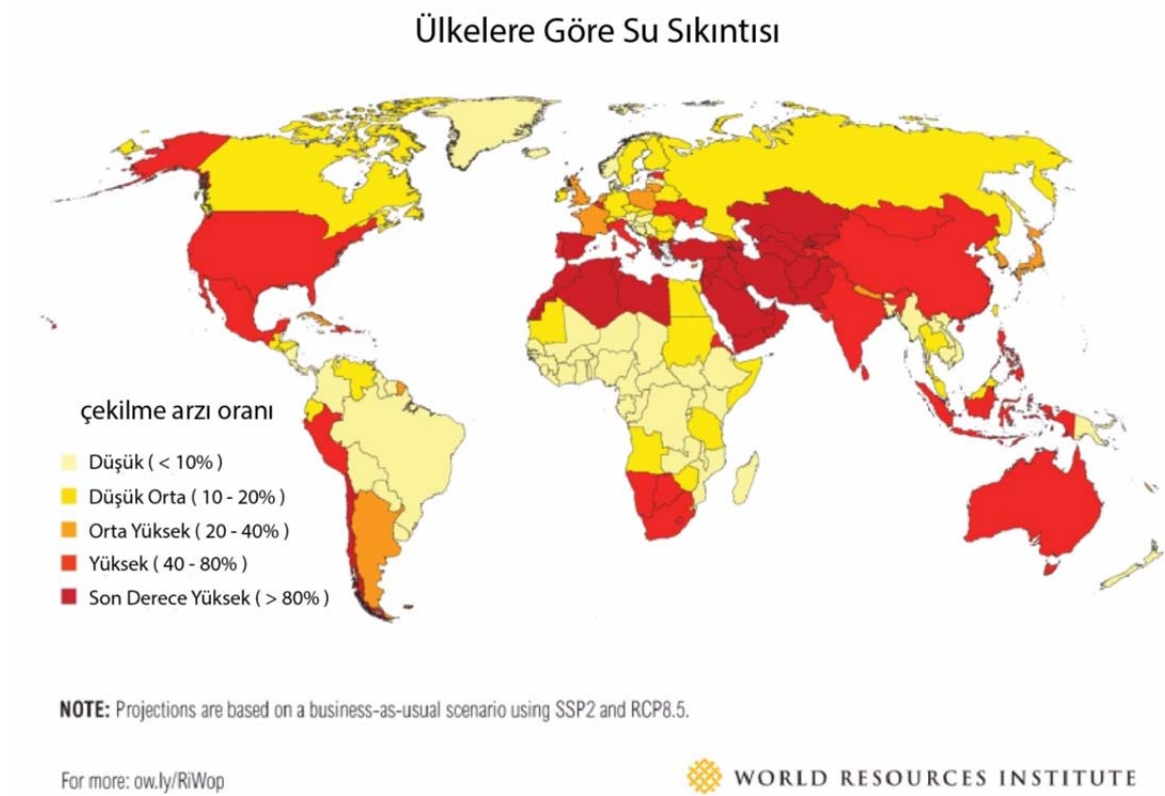 Ülkelere Göre Su Sıkıntısı
çekilme arzı oranı
Düşük ( < 10% )
Düşük Orta ( 10 - 20% )
Orta Yüksek ( 20 - 40% )
Yüksek ( 40 - 80% )
Son Derece Yüksek ( > 80% )
NOTE: Projections are based on a business-as-usual scenario using SSP2 and RCP8.5.
For more: ow.ly/RiWop
WORLD RESOURCES INSTITUTE